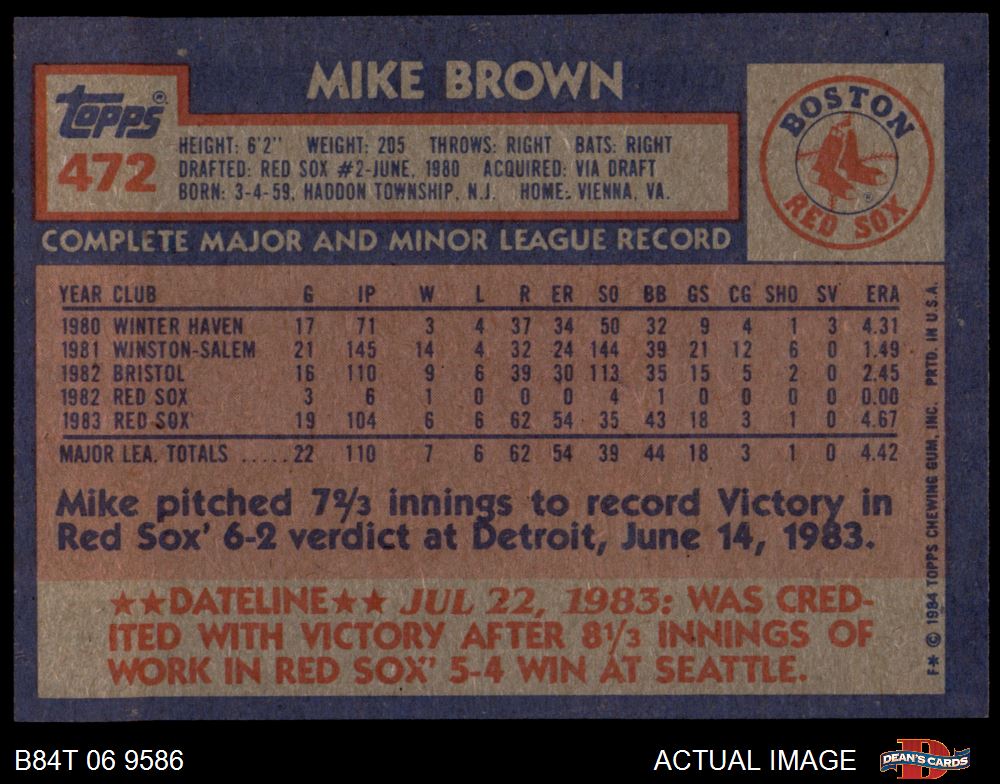 MIKE BROWN
topps®
472
HEIGHT: 6'2" WEIGHT: 205 THROWS: RIGHT BATS: RIGHT
DRAFTED: RED SOX #2-JUNE, 1980 ACQUIRED: VIA DRAFT
BORN: 3-4-59, HADDON TOWNSHIP, N.J. HOME: VIENNA, VA.
BOSTON
RED SOX
®
COMPLETE MAJOR AND MINOR LEAGUE RECORD
YEAR CLUB G IP W L R ER SO BB GS CG SHO SV ERA
1980 WINTER HAVEN 17 71 3 4 37 34 50 32 9 4 1 3 4.31
1981 WINSTON-SALEM 21 145 14 4 32 24 144 39 21 12 6 0 1.49
1982 BRISTOL 16 110 9 6 39 30 113 35 15 5 2 0 2.45
1982 RED SOX 3 6 1 0 0 0 4 1 0 0 0 0 0.00
1983 RED SOX 19 104 6 6 62 54 35 43 18 3 1 0 4.67
MAJOR LEA. TOTALS .....22 110 7 6 62 54 39 44 18 3 1 0 4.42
Mike pitched 7⅔ innings to record Victory in
Red Sox' 6-2 verdict at Detroit, June 14, 1983.
★★DATELINE★★ JUL 22, 1983: WAS CRED-
ITED WITH VICTORY AFTER 8⅓ INNINGS OF
WORK IN RED SOX' 5-4 WIN AT SEATTLE.
F* © 1984 TOPPS CHEWING GUM, INC. PRTD. IN U.S.A.
B84T 06 9586
ACTUAL IMAGE
DEAN'S CARDS